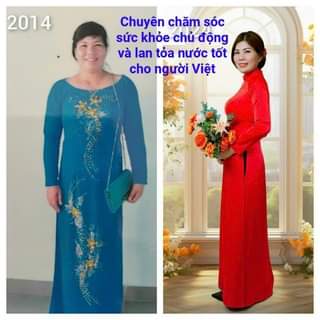 2014
Chuyên chăm sóc
sức khỏe chủ động
và lan tỏa nước tốt
cho người Việt